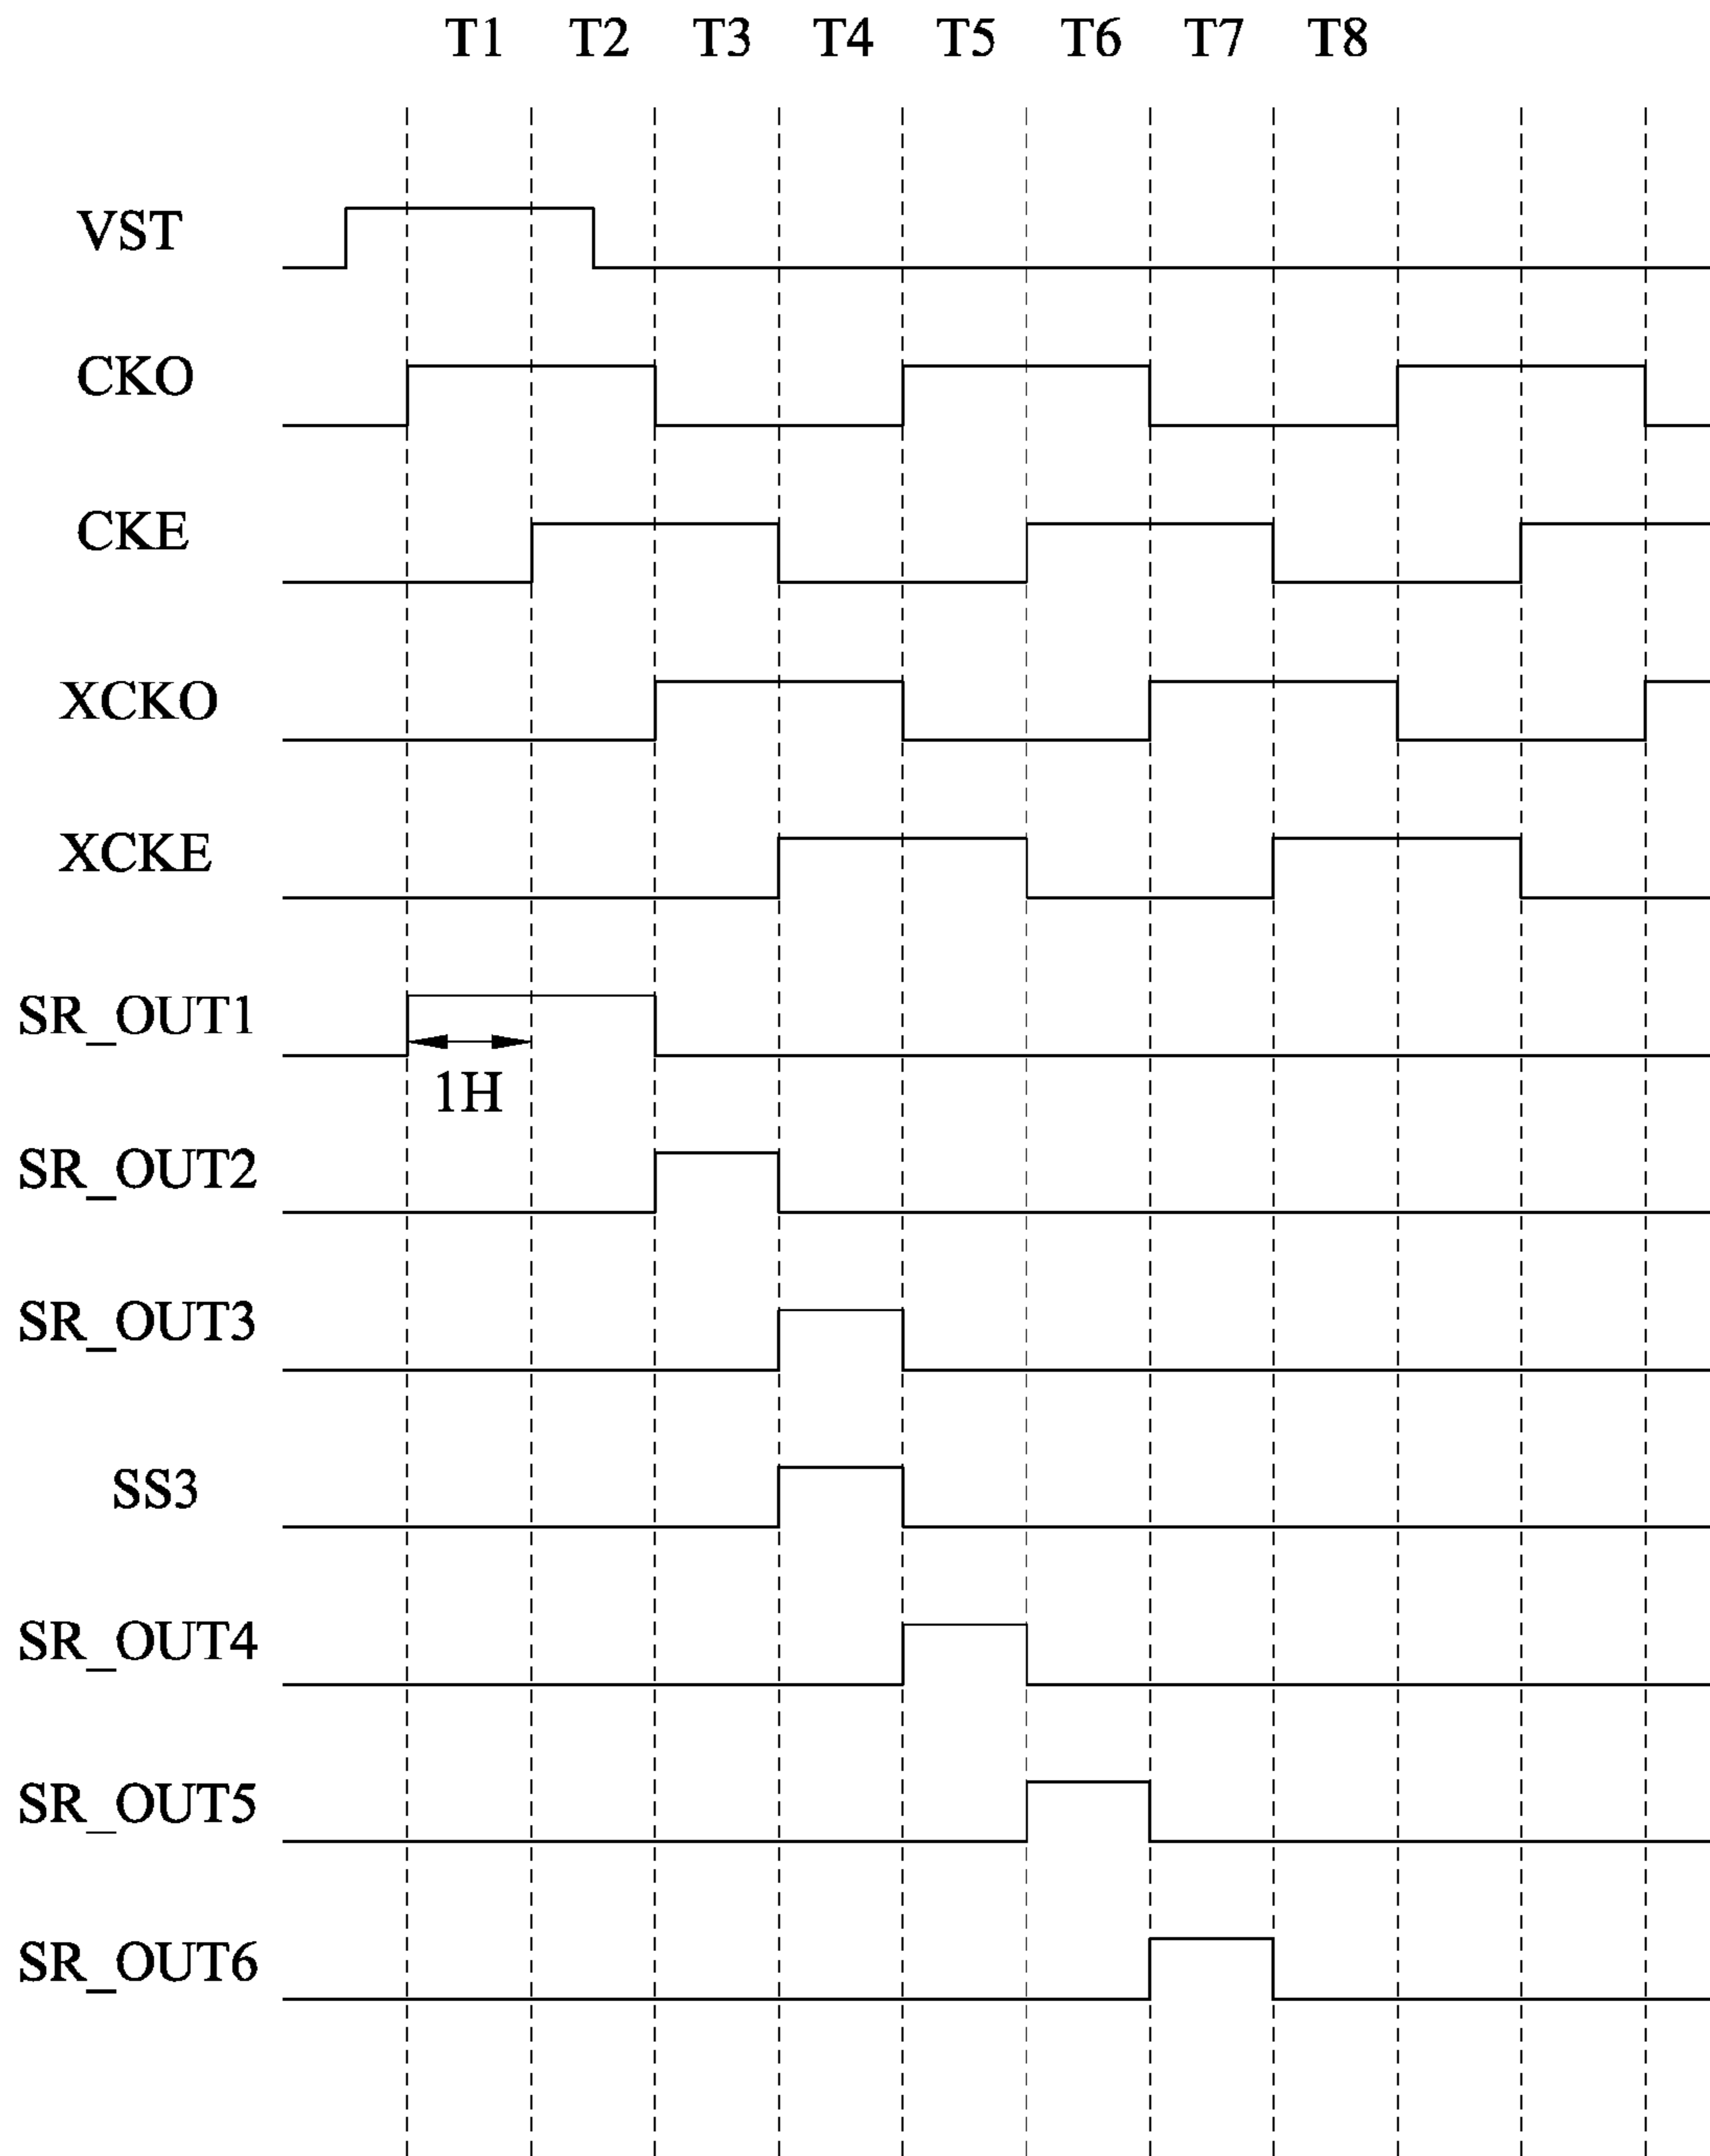 T1 T2 T3 T4 T5 T6 T7 T8
VST
CKO
CKE
XCKO
XCKE
SR_OUT1
1H
SR_OUT2
SR_OUT3
SS3
SR_OUT4
SR_OUT5
SR_OUT6